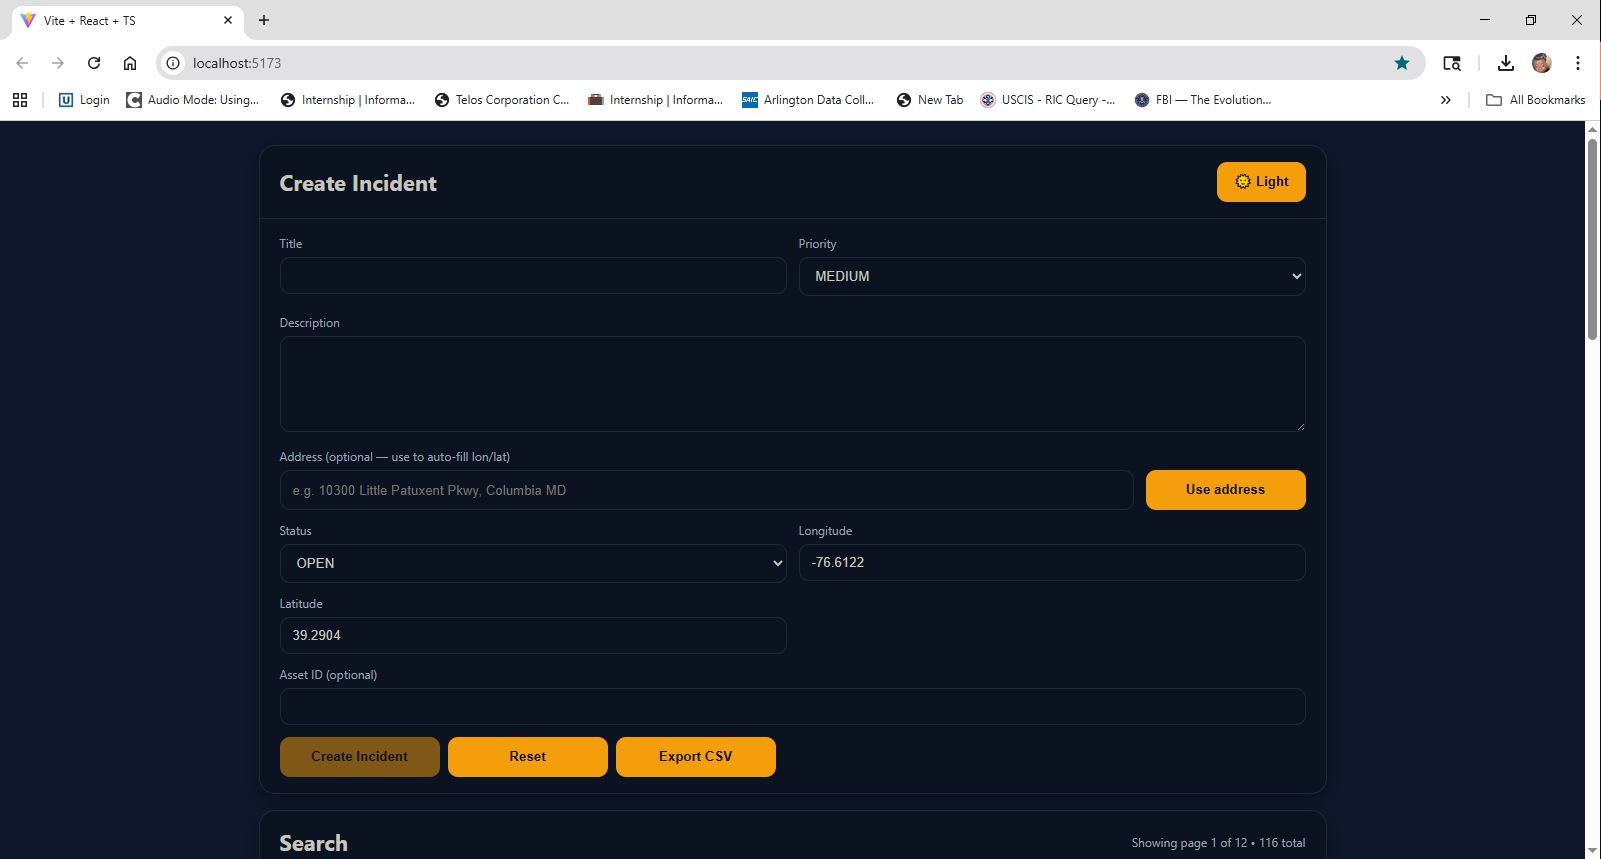 Vite + React + TS
localhost:5173
Login Audio Mode: Using... Internship | Informa... Telos Corporation C... Internship | Informa... SAIC Arlington Data Coll... New Tab USCIS - RIC Query -... FBI — The Evolution... » All Bookmarks
Create Incident
Light
Title Priority
MEDIUM
Description
Address (optional — use to auto-fill lon/lat)
e.g. 10300 Little Patuxent Pkwy, Columbia MD Use address
Status Longitude
OPEN -76.6122
Latitude
39.2904
Asset ID (optional)
Create Incident Reset Export CSV
Search Showing page 1 of 12 • 116 total